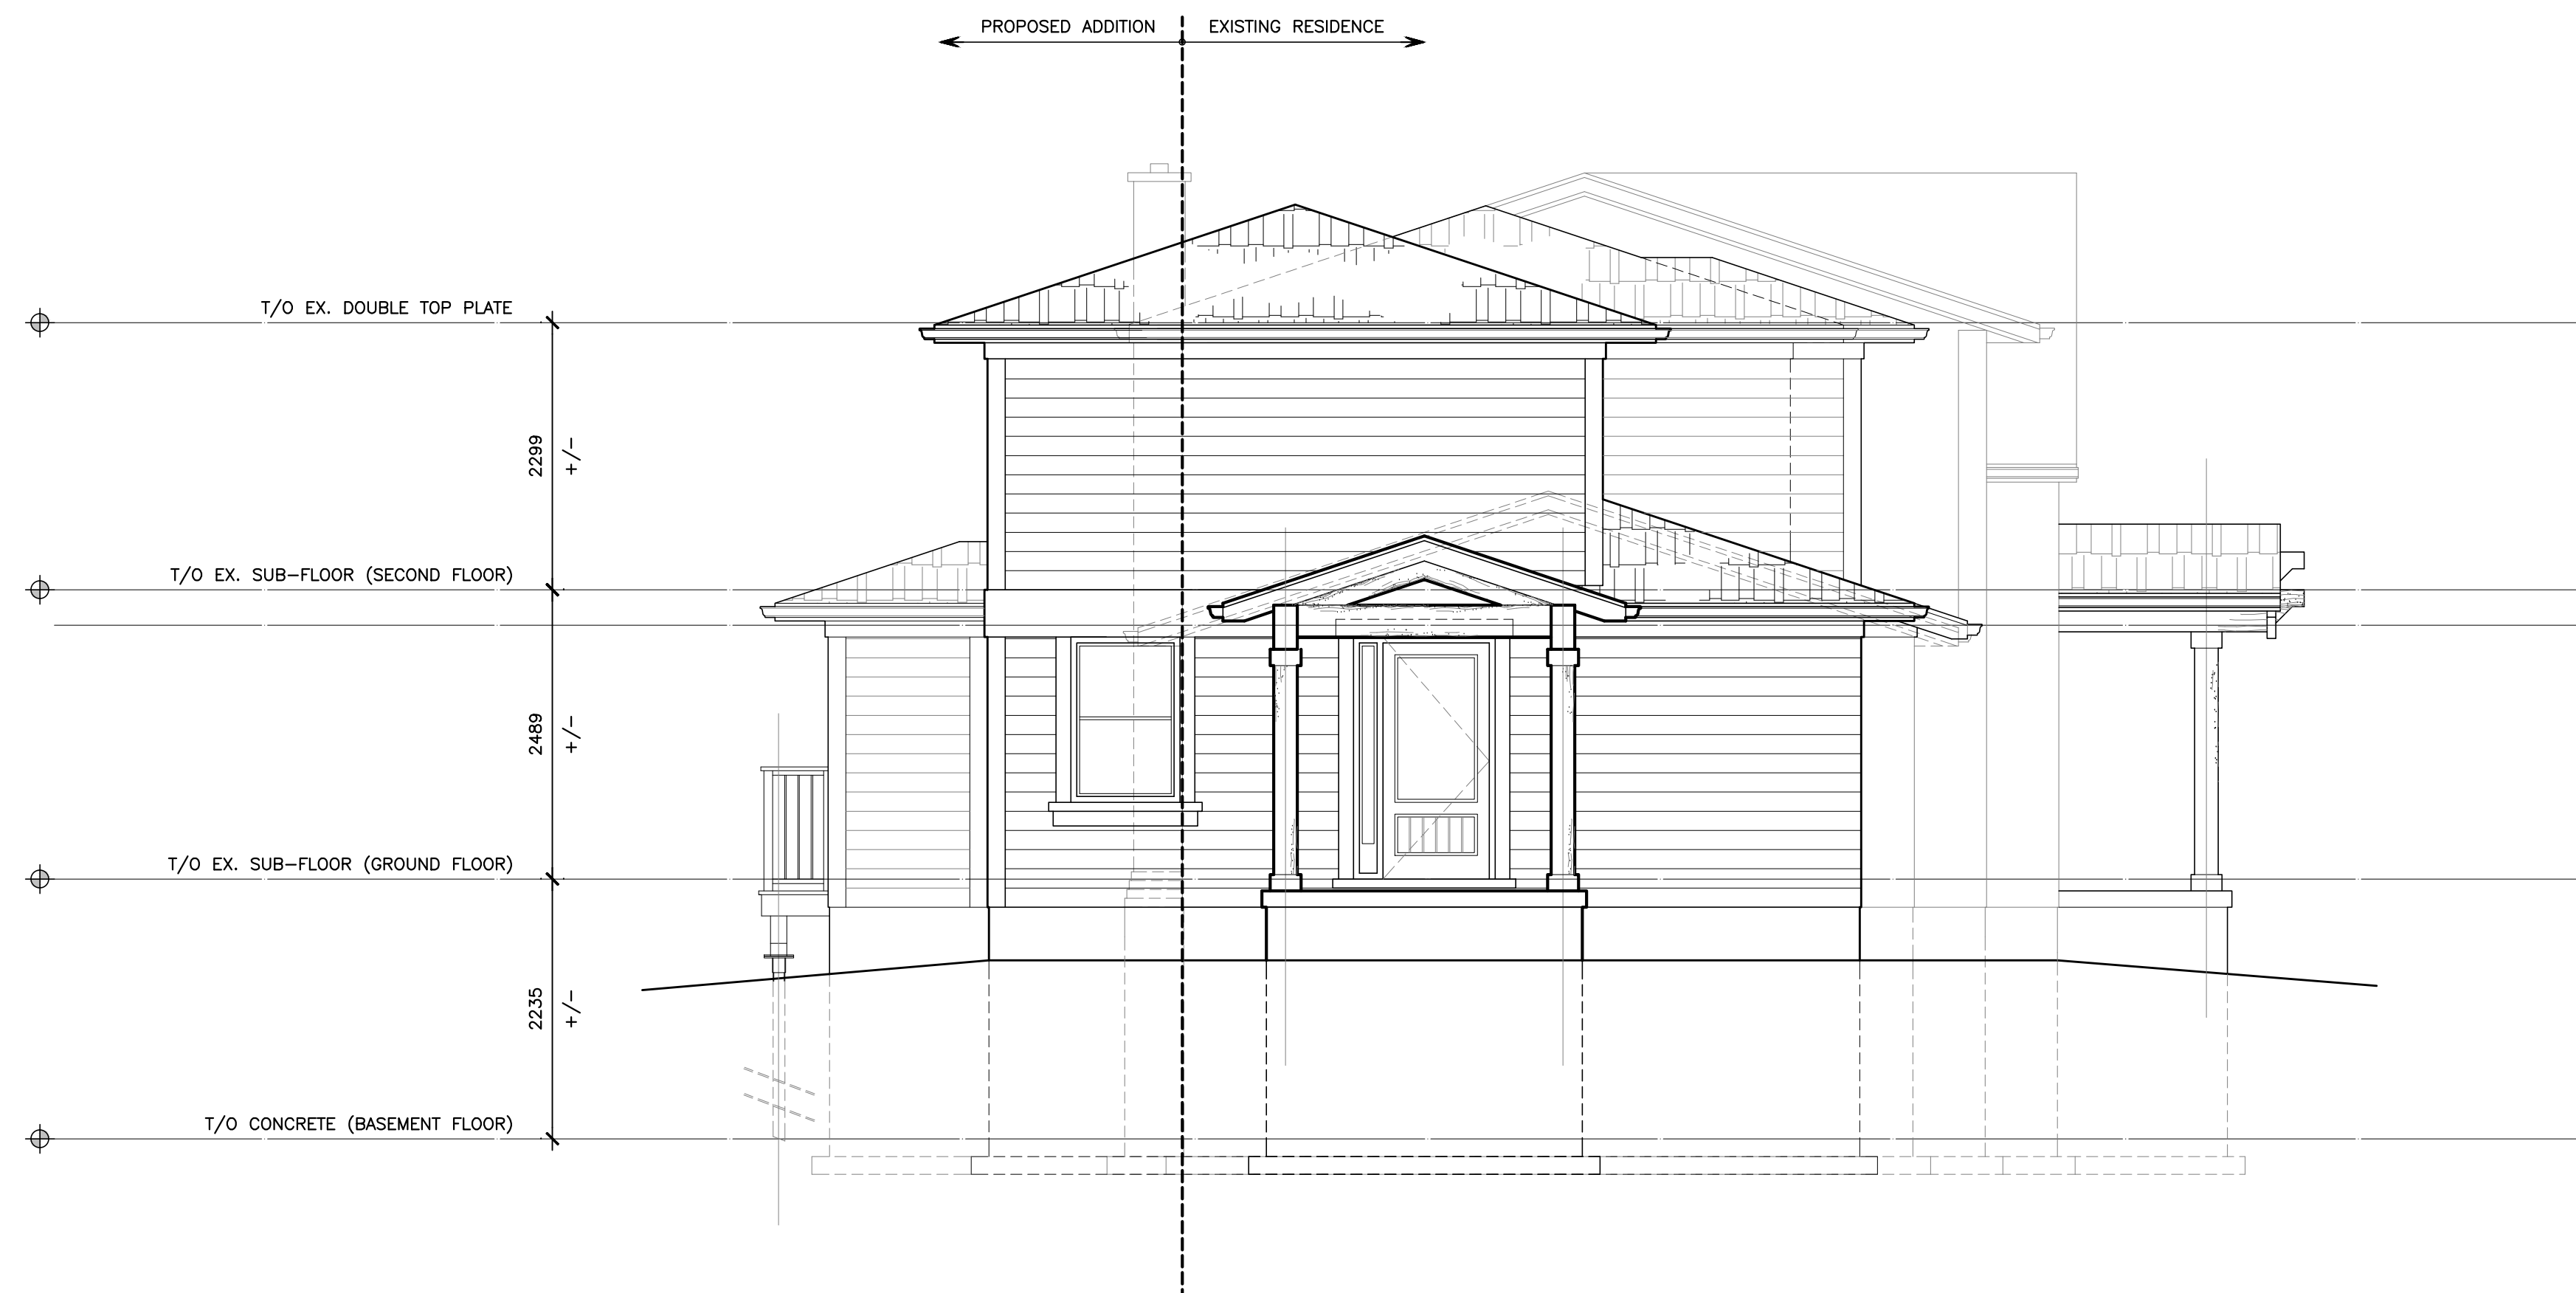 PROPOSED ADDITION
EXISTING RESIDENCE
T/O EX. DOUBLE TOP PLATE
2299
+/-
T/O EX. SUB-FLOOR (SECOND FLOOR)
2489
+/-
T/O EX. SUB-FLOOR (GROUND FLOOR)
2235
+/-
T/O CONCRETE (BASEMENT FLOOR)